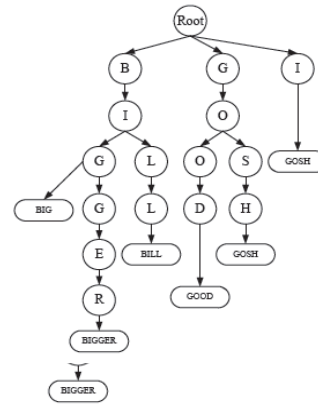 Root
B G I
I O
G L O S GOSH
BIG G L D H
E BILL GOSH
R GOOD
BIGGER
BIGGER